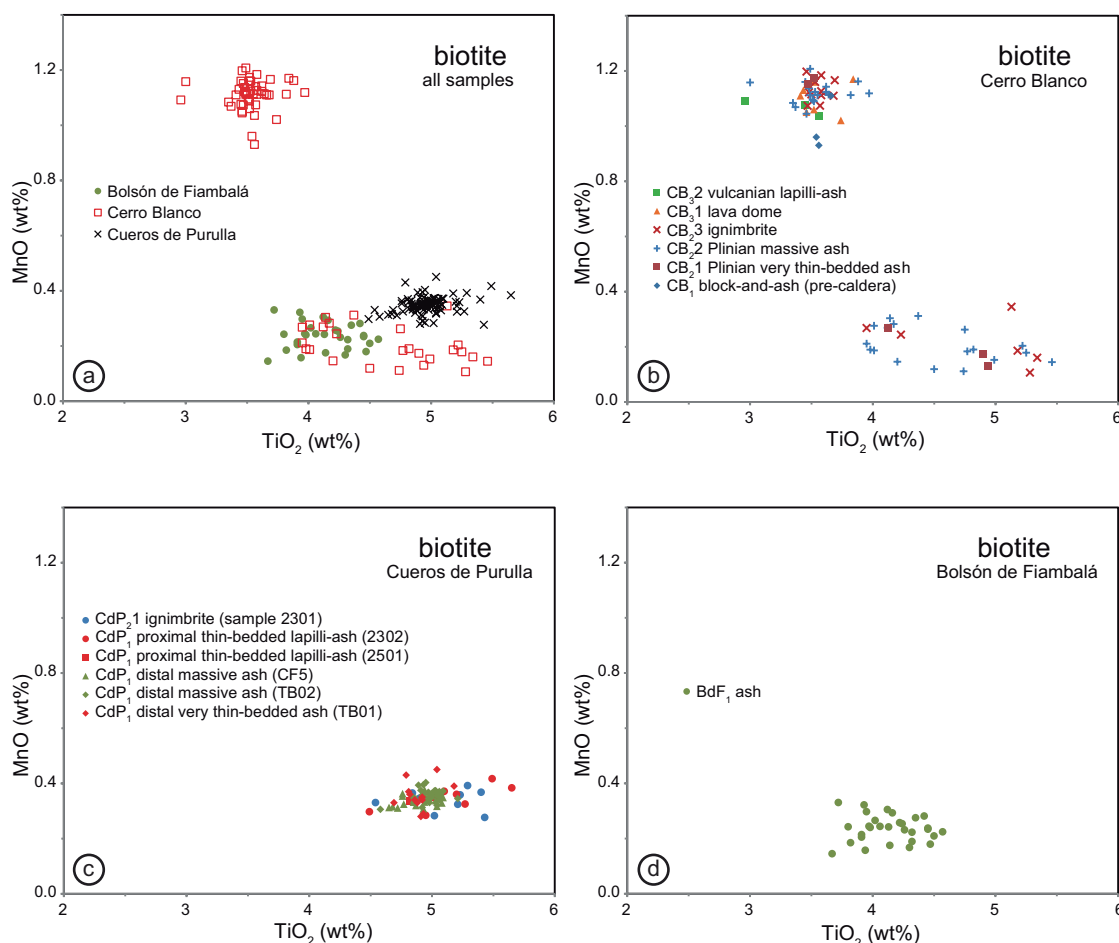 biotite
all samples
MnO (wt%)
1.2
0.8
0.4
0.0
Bolsón de Fiambalá
Cerro Blanco
Cueros de Purulla
a
2 3 4 5 6
TiO₂ (wt%)
biotite
Cerro Blanco
MnO (wt%)
1.2
0.8
0.4
0.0
CB₃2 vulcanian lapilli-ash
CB₃1 lava dome
CB₂3 ignimbrite
CB₂2 Plinian massive ash
CB₂1 Plinian very thin-bedded ash
CB₁ block-and-ash (pre-caldera)
b
2 3 4 5 6
TiO₂ (wt%)
biotite
Cueros de Purulla
MnO (wt%)
1.2
0.8
0.4
0.0
CdP₂1 ignimbrite (sample 2301)
CdP₁ proximal thin-bedded lapilli-ash (2302)
CdP₁ proximal thin-bedded lapilli-ash (2501)
CdP₁ distal massive ash (CF5)
CdP₁ distal massive ash (TB02)
CdP₁ distal very thin-bedded ash (TB01)
c
2 3 4 5 6
TiO₂ (wt%)
biotite
Bolsón de Fiambalá
MnO (wt%)
1.2
0.8
0.4
0.0
BdF₁ ash
d
2 3 4 5 6
TiO₂ (wt%)